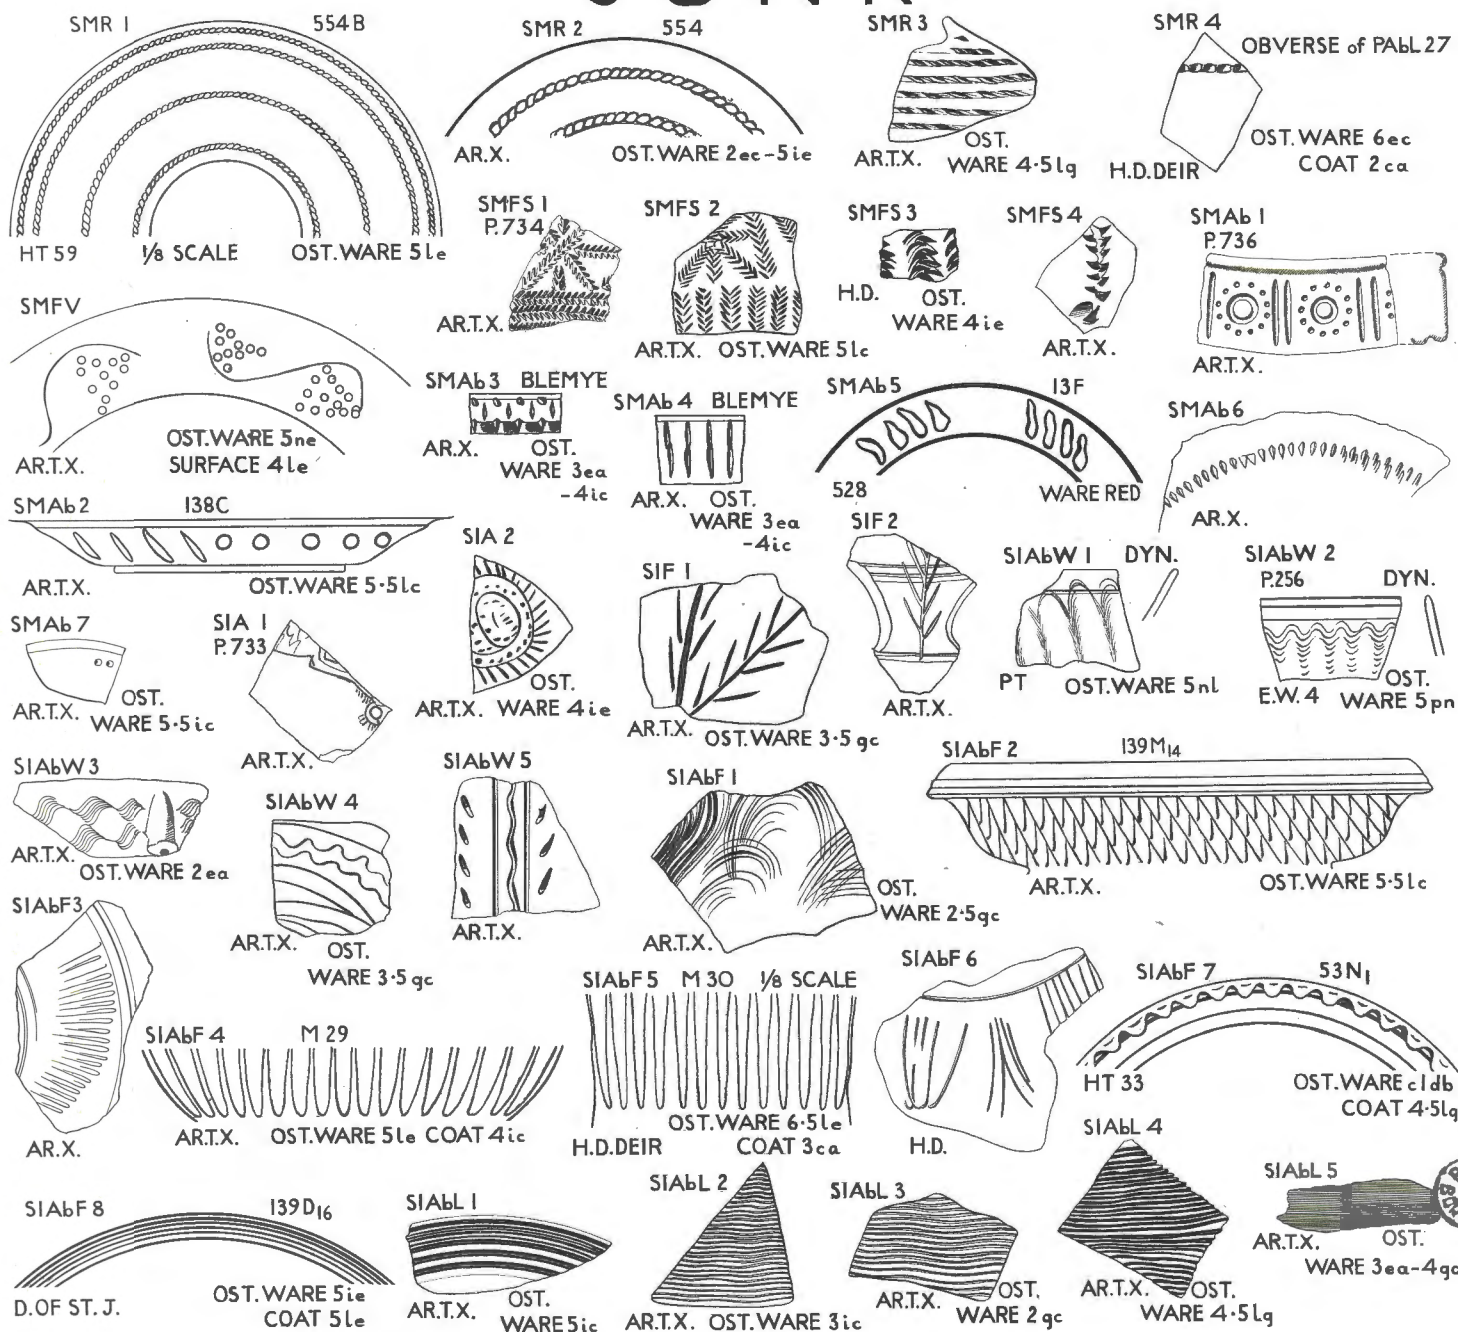 SMR 1 554B
HT 59 1/8 SCALE OST. WARE 5le
SMR 2 554
AR.X. OST. WARE 2ec-5ie
SMR 3
AR.T.X. OST.
WARE 4·5lg
SMR 4
OBVERSE of PAbL 27
OST. WARE 6ec
COAT 2ca
H.D. DEIR
SMFS 1
P.734
AR.T.X.
SMFS 2
AR.T.X. OST. WARE 5lc
SMFS 3
H.D. OST.
WARE 4ie
SMFS 4
AR.T.X.
SMAb 1
P.736
AR.T.X.
SMFV
OST. WARE 5ne
AR.T.X. SURFACE 4le
SMAb 3 BLEMYE
AR.X. OST.
WARE 3ea
-4ic
SMAb 4 BLEMYE
AR.X. OST.
WARE 3ea
-4ic
SMAb 5 13F
528 WARE RED
SMAb 6
AR.X.
SMAb 2 138C
AR.T.X. OST. WARE 5·5lc
SMAb 7
AR.T.X. OST.
WARE 5·5ic
SIA 1
P.733
AR.T.X.
SIA 2
OST.
AR.T.X. WARE 4ie
SIF 1
AR.T.X. OST. WARE 3·5gc
SIF 2
AR.T.X.
SIAbW 1 DYN.
PT OST. WARE 5nl
SIAbW 2
P.256 DYN.
OST.
E.W. 4 WARE 5pn
SIAbW 3
AR.T.X. OST. WARE 2ea
SIAbW 4
AR.T.X. OST.
WARE 3·5gc
SIAbW 5
AR.T.X.
SIAbF 1
OST.
WARE 2·5gc
AR.T.X.
SIAbF 2 139M14
AR.T.X. OST. WARE 5·5lc
SIAbF 3
AR.X.
SIAbF 4 M 29
AR.T.X. OST. WARE 5le COAT 4ic
SIAbF 5 M 30 1/8 SCALE
OST. WARE 6·5le
H.D. DEIR COAT 3ca
SIAbF 6
H.D.
SIAbF 7 53N1
HT 33 OST. WARE cldb
COAT 4·5lg
SIAbF 8 139D16
OST. WARE 5ie
D. OF ST. J. COAT 5le
SIAbL 1
AR.T.X. OST.
WARE 5ic
SIAbL 2
AR.T.X. OST. WARE 3ic
SIAbL 3
AR.T.X. OST.
WARE 2gc
SIAbL 4
AR.T.X. OST.
WARE 4·5lg
SIAbL 5
AR.T.X. OST.
WARE 3ea-4gc